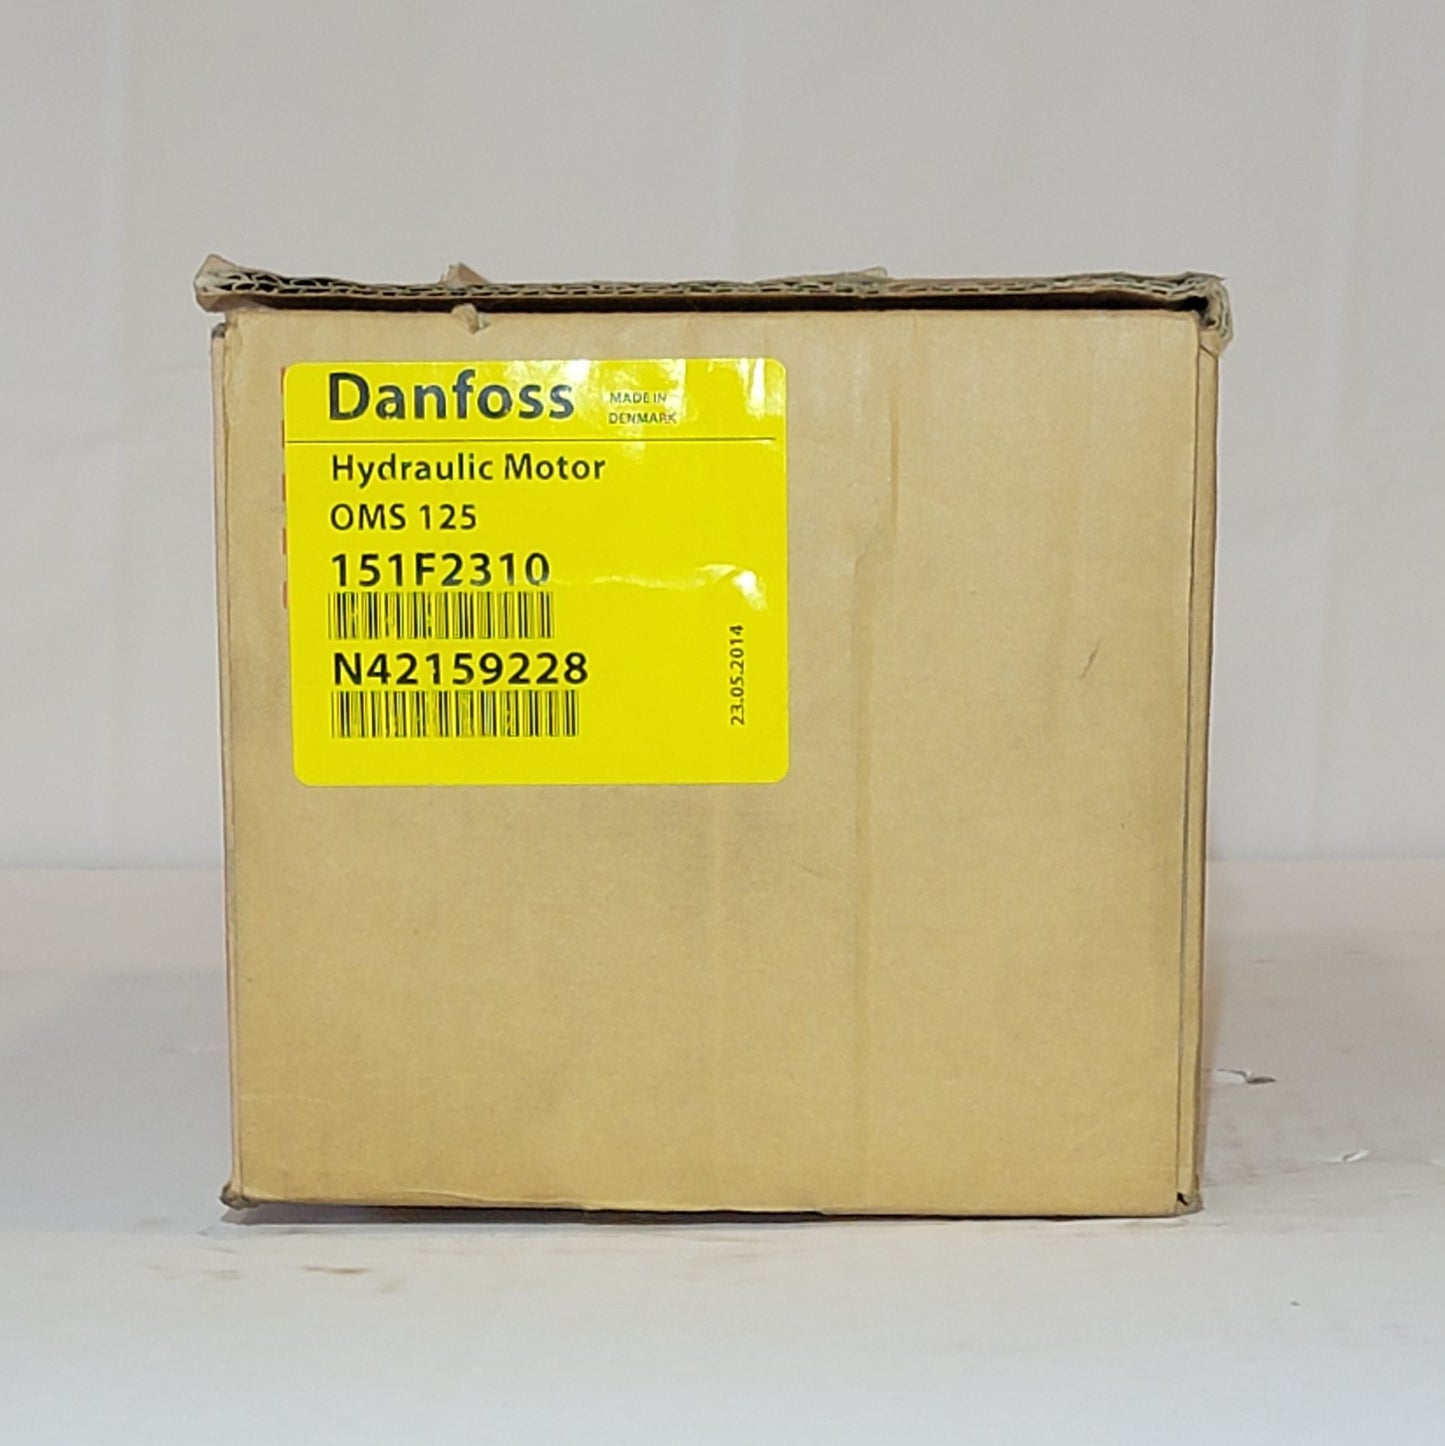 Danfoss
MADE IN
DENMARK
Hydraulic Motor
OMS 125
151F2310
N42159228
23.05.2014